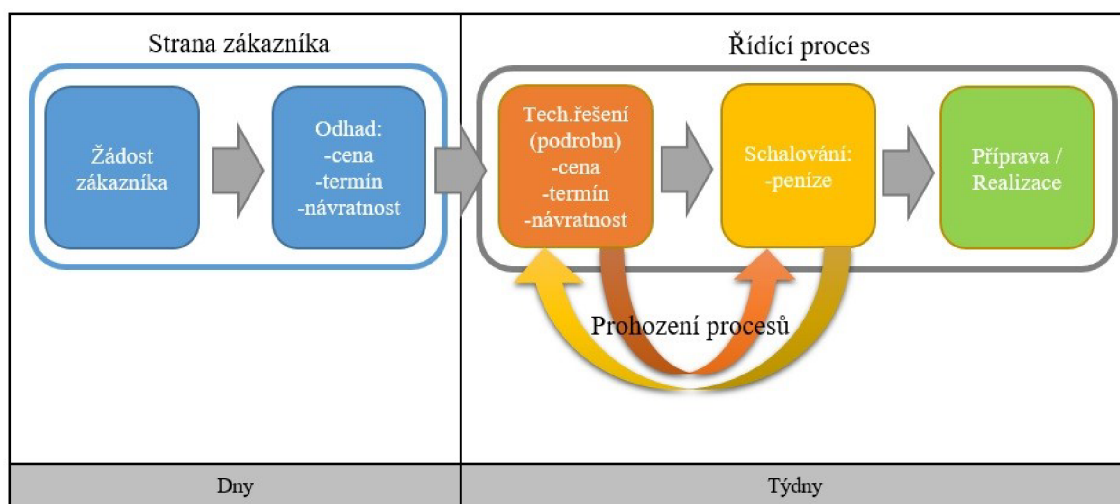 Strana zákazníka
Řídící proces
Žádost
zákazníka
Odhad:
-cena
-termín
-návratnost
Tech.řešení
(podrobn)
-cena
-termín
-návratnost
Schalování:
-peníze
Příprava /
Realizace
Prohození procesů
Dny
Týdny